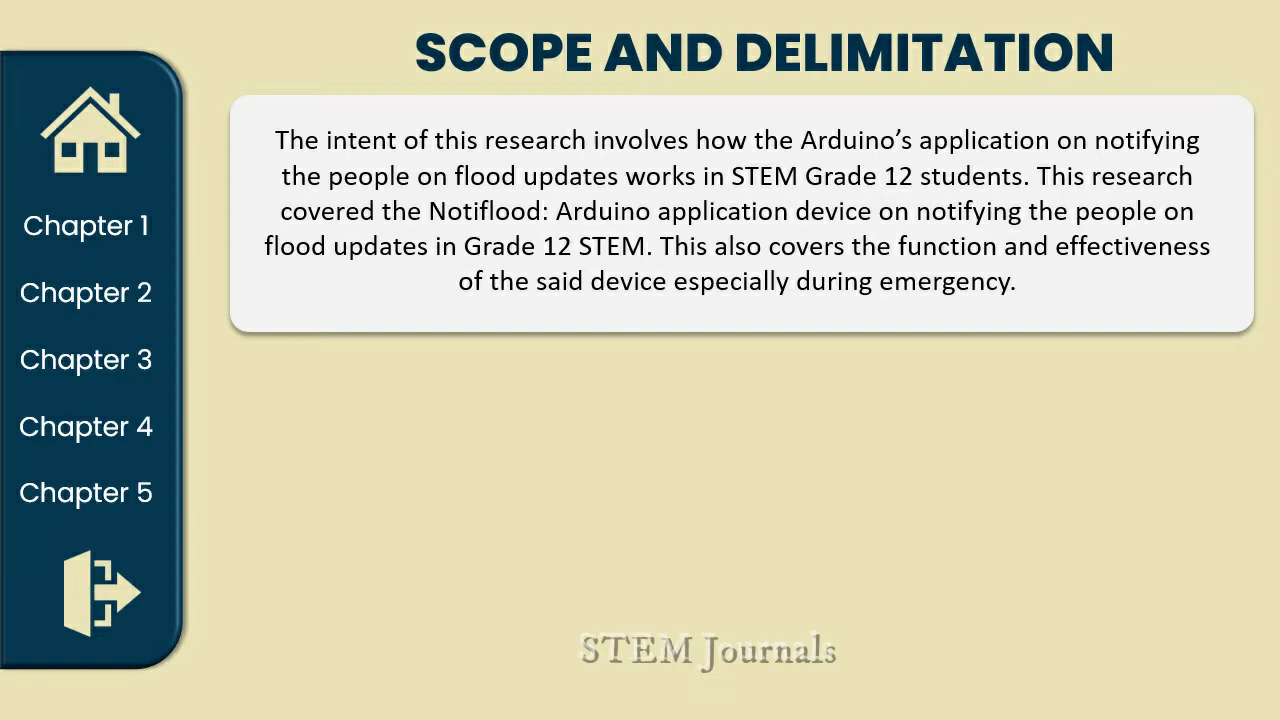 SCOPE AND DELIMITATION
The intent of this research involves how the Arduino’s application on notifying
the people on flood updates works in STEM Grade 12 students. This research
covered the Notiflood: Arduino application device on notifying the people on
flood updates in Grade 12 STEM. This also covers the function and effectiveness
of the said device especially during emergency.
Chapter 1
Chapter 2
Chapter 3
Chapter 4
Chapter 5
STEM Journals